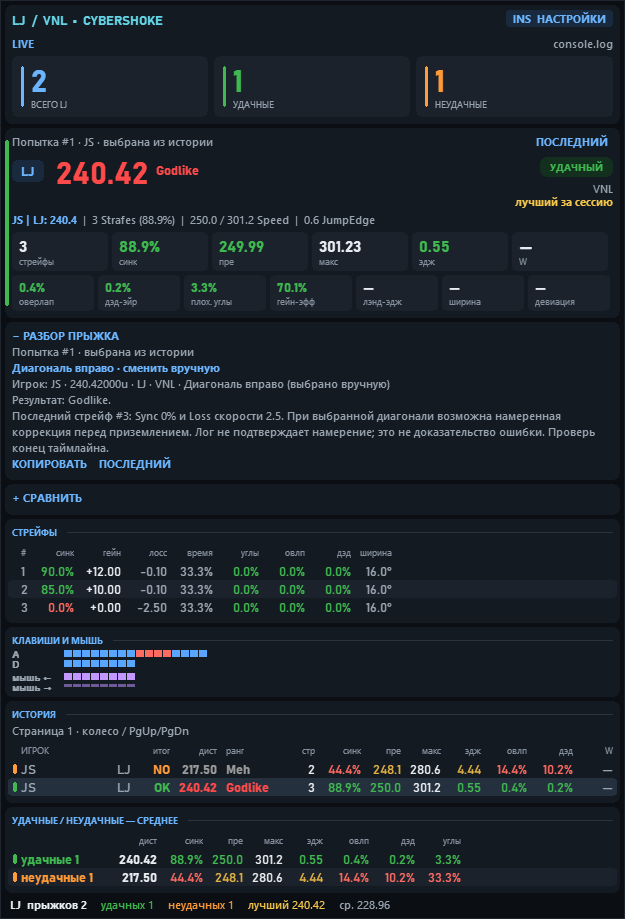 LJ / VNL • CYBERSHOKE
INS НАСТРОЙКИ
LIVE
console.log
2
ВСЕГО LJ
1
УДАЧНЫЕ
1
НЕУДАЧНЫЕ
Попытка #1 · JS · выбрана из истории
ПОСЛЕДНИЙ
LJ 240.42 Godlike
УДАЧНЫЙ
VNL
лучший за сессию
JS | LJ: 240.4 | 3 Strafes (88.9%) | 250.0 / 301.2 Speed | 0.6 JumpEdge
3 88.9% 249.99 301.23 0.55 —
стрейфы синк пре макс эдж W
0.4% 0.2% 3.3% 70.1% — — —
оверлап дэд-эйр плох. углы гейн-эфф лэнд-эдж ширина девиация
− РАЗБОР ПРЫЖКА
Попытка #1 · выбрана из истории
Диагональ вправо · сменить вручную
Игрок: JS · 240.42000u · LJ · VNL · Диагональ вправо (выбрано вручную)
Результат: Godlike.
Последний стрейф #3: Sync 0% и Loss скорости 2.5. При выбранной диагонали возможна намеренная
коррекция перед приземлением. Лог не подтверждает намерение; это не доказательство ошибки. Проверь
конец таймлайна.
КОПИРОВАТЬ ПОСЛЕДНИЙ
+ СРАВНИТЬ
СТРЕЙФЫ
# синк гейн лосс время углы овлп дэд ширина
1 90.0% +12.00 -0.10 33.3% 0.0% 0.0% 0.0% 16.0°
2 85.0% +10.00 -0.10 33.3% 0.0% 0.0% 0.0% 16.0°
3 0.0% +0.00 -2.50 33.3% 0.0% 0.0% 0.0% 16.0°
КЛАВИШИ И МЫШЬ
A
D
мышь ←
мышь →
ИСТОРИЯ
Страница 1 · колесо / PgUp/PgDn
ИГРОК итог дист ранг стр синк пре макс эдж овлп дэд W
JS LJ NO 217.50 Meh 2 44.4% 248.1 280.6 4.44 14.4% 10.2% —
JS LJ OK 240.42 Godlike 3 88.9% 250.0 301.2 0.55 0.4% 0.2% —
УДАЧНЫЕ / НЕУДАЧНЫЕ — СРЕДНЕЕ
дист синк пре макс эдж овлп дэд углы
удачные 1 240.42 88.9% 250.0 301.2 0.55 0.4% 0.2% 3.3%
неудачные 1 217.50 44.4% 248.1 280.6 4.44 14.4% 10.2% 33.3%
LJ прыжков 2 удачных 1 неудачных 1 лучший 240.42 ср. 228.96